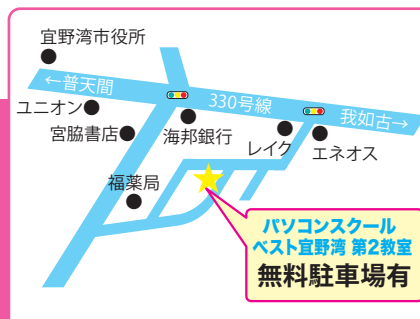 宜野湾市役所
←普天間
330号線
我如古→
ユニオン
宮脇書店
海邦銀行
レイク
エネオス
福薬局
パソコンスクール
ベスト宜野湾 第2教室
無料駐車場有